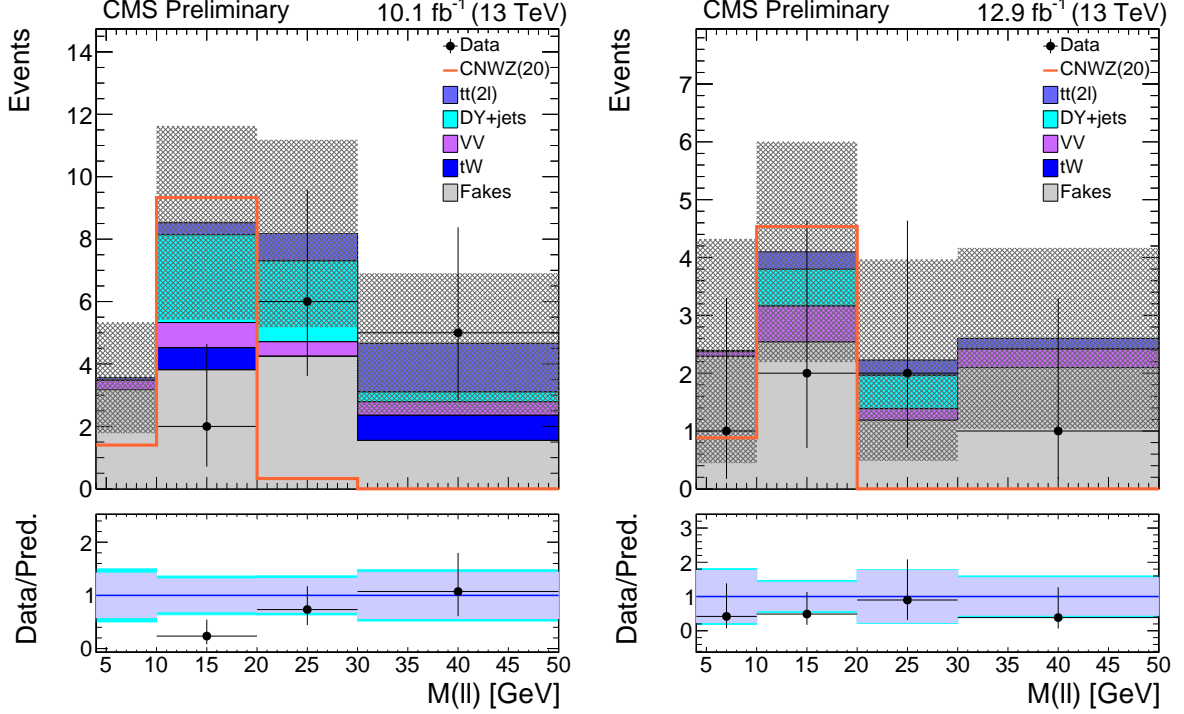 CMS Preliminary 10.1 fb⁻¹ (13 TeV)
Events
14
12
10
8
6
4
2
0
Data
CNWZ(20)
tt(2l)
DY+jets
VV
tW
Fakes
Data/Pred.
2
1
0
5 10 15 20 25 30 35 40 45 50
M(ll) [GeV]
CMS Preliminary 12.9 fb⁻¹ (13 TeV)
Events
7
6
5
4
3
2
1
0
Data
CNWZ(20)
tt(2l)
DY+jets
VV
tW
Fakes
Data/Pred.
3
2
1
0
5 10 15 20 25 30 35 40 45 50
M(ll) [GeV]